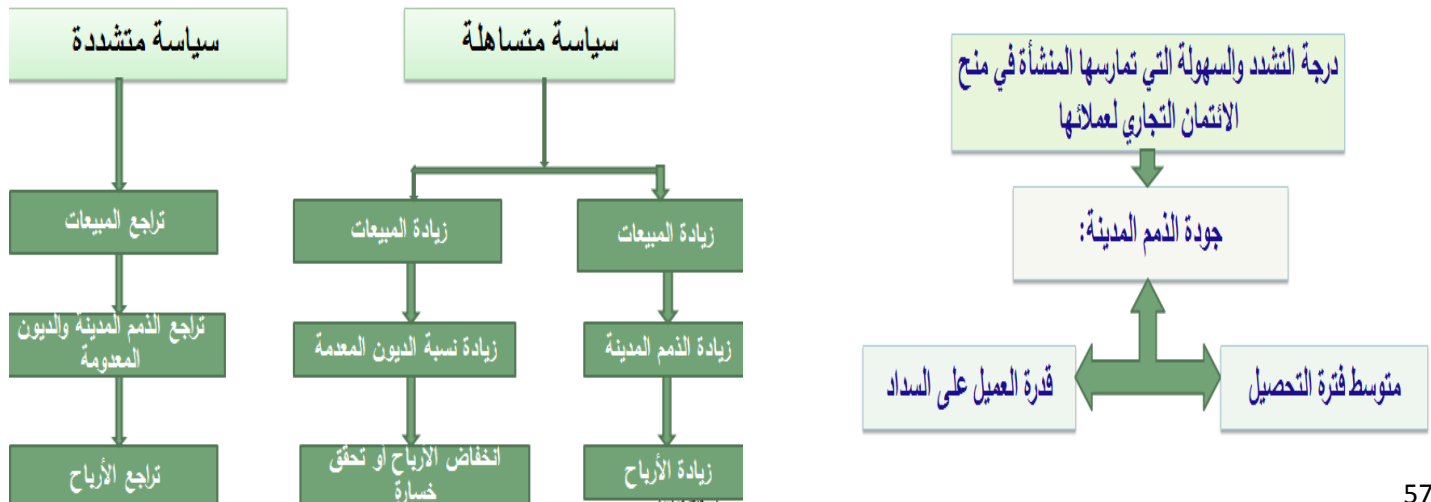 درجة التشدد والسهولة التي تمارسها المنشأة في منح
الائتمان التجاري لعملائها
جودة الذمم المدينة:
متوسط فترة التحصيل
قدرة العميل على السداد
سياسة متساهلة
زيادة المبيعات
زيادة الذمم المدينة
زيادة الأرباح
زيادة المبيعات
زيادة نسبة الديون المعدمة
انخفاض الأرباح أو تحقق
خسارة
سياسة متشددة
تراجع المبيعات
تراجع الذمم المدينة والديون
المعدومة
تراجع الأرباح
57